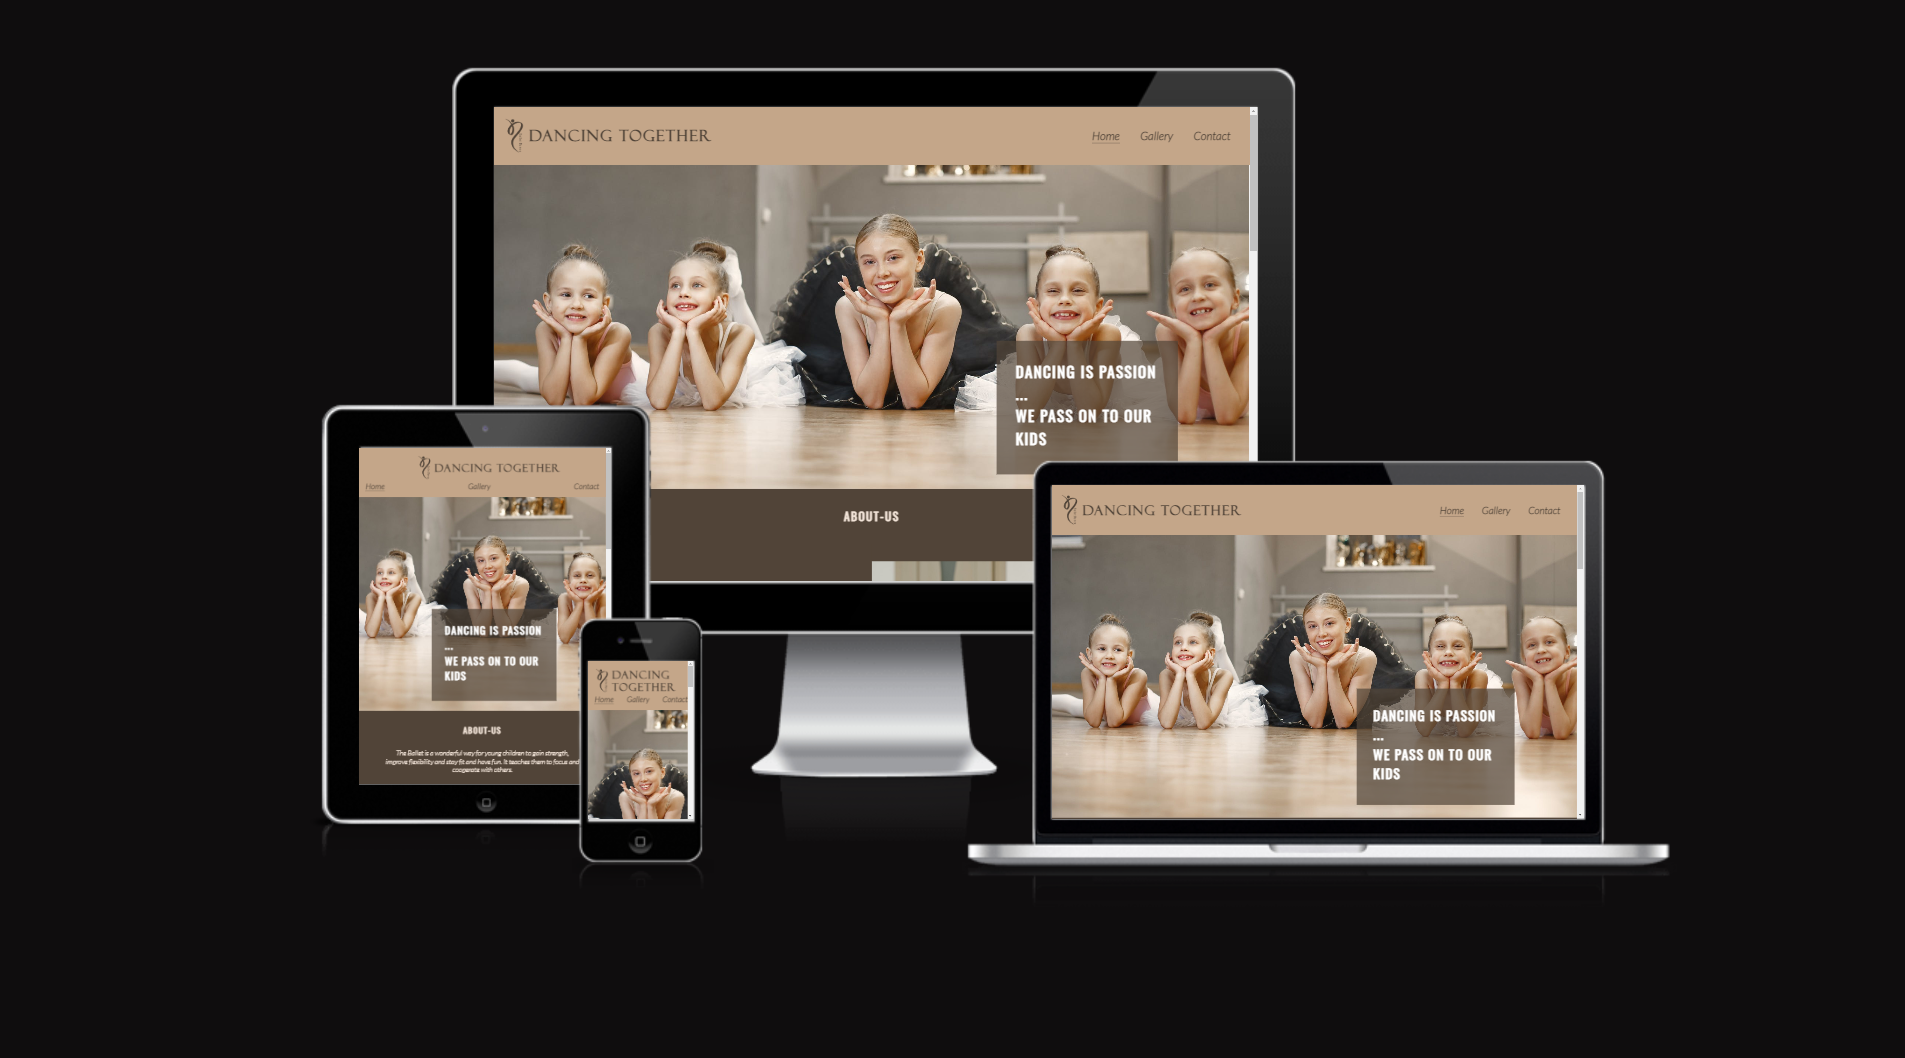 DANCING TOGETHER
Home Gallery Contact
DANCING IS PASSION
...
WE PASS ON TO OUR
KIDS
ABOUT-US
DANCING TOGETHER
Home Gallery Contact
DANCING IS PASSION
...
WE PASS ON TO OUR
KIDS
ABOUT-US
The Ballet is a wonderful way for young children to gain strength,
improve flexibility and stay fit and have fun. It teaches them to focus and
cooperate with others.
DANCING
TOGETHER
Home Gallery Contact
DANCING TOGETHER
Home Gallery Contact
DANCING IS PASSION
...
WE PASS ON TO OUR
KIDS